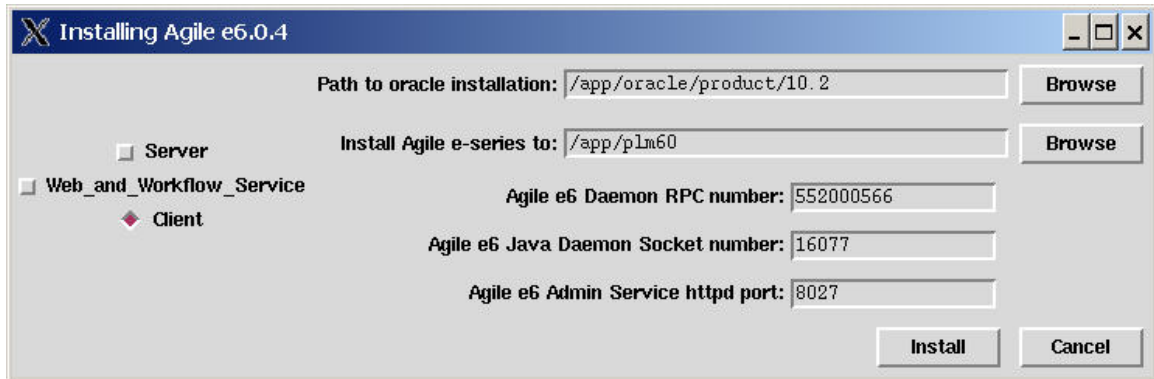 Installing Agile e6.0.4
Path to oracle installation: /app/oracle/product/10.2 Browse
Install Agile e-series to: /app/plm60 Browse
Server
Web_and_Workflow_Service
Client
Agile e6 Daemon RPC number: 552000566
Agile e6 Java Daemon Socket number: 16077
Agile e6 Admin Service httpd port: 8027
Install Cancel